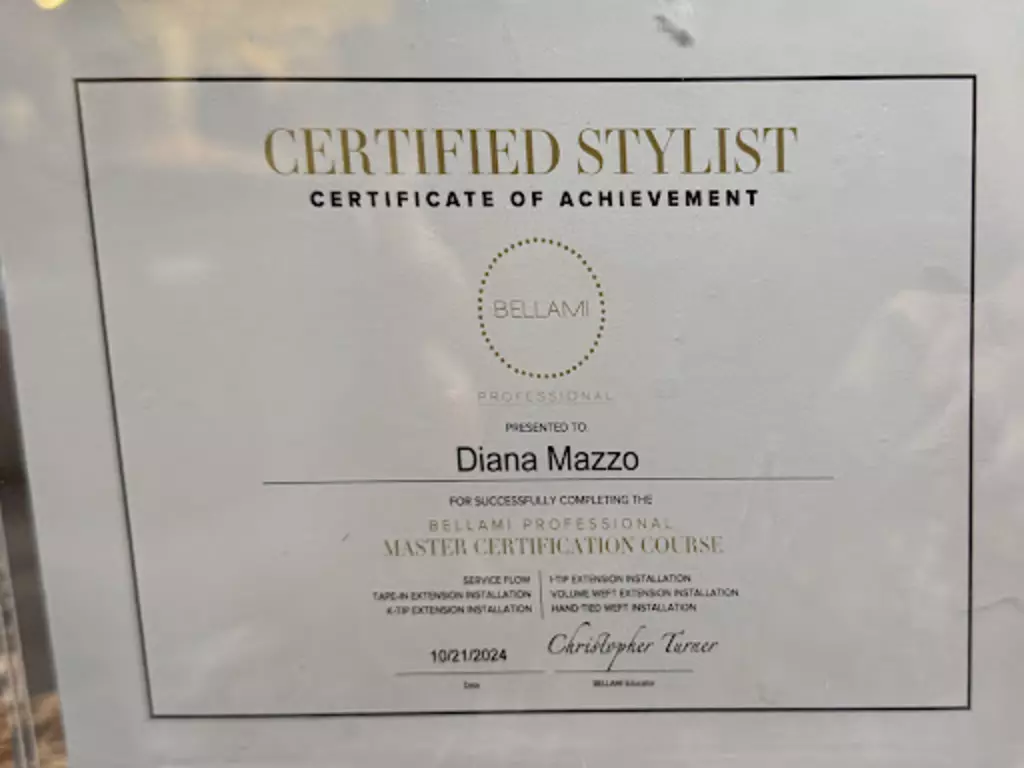 CERTIFIED STYLIST
CERTIFICATE OF ACHIEVEMENT
BELLAMI
PROFESSIONAL
PRESENTED TO
Diana Mazzo
FOR SUCCESSFULLY COMPLETING THE
BELLAMI PROFESSIONAL
MASTER CERTIFICATION COURSE
SERVICE FLOW
TAPE-IN EXTENSION INSTALLATION
K-TIP EXTENSION INSTALLATION
I-TIP EXTENSION INSTALLATION
VOLUME WEFT EXTENSION INSTALLATION
HAND-TIED WEFT INSTALLATION
10/21/2024
Date
Christopher Turner
BELLAMI Educator